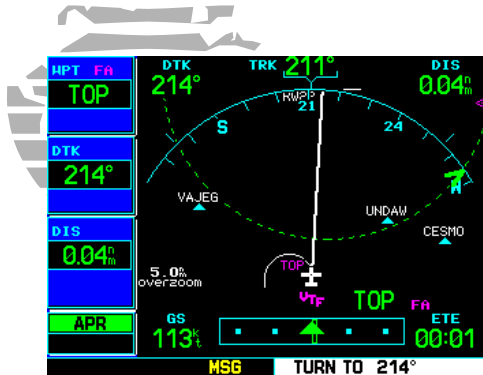 WPT FA
TOP
DTK
214°
DIS
0.04nm
APR
DTK
214°
TRK 211°
DIS
0.04nm
RWPP
21
S
24
VAJEG
UNDAW
CESMO
TOP
5.0nm
overzoom
VTF
TOP FA
GS
113kt
ETE
00:01
MSG
TURN TO 214°